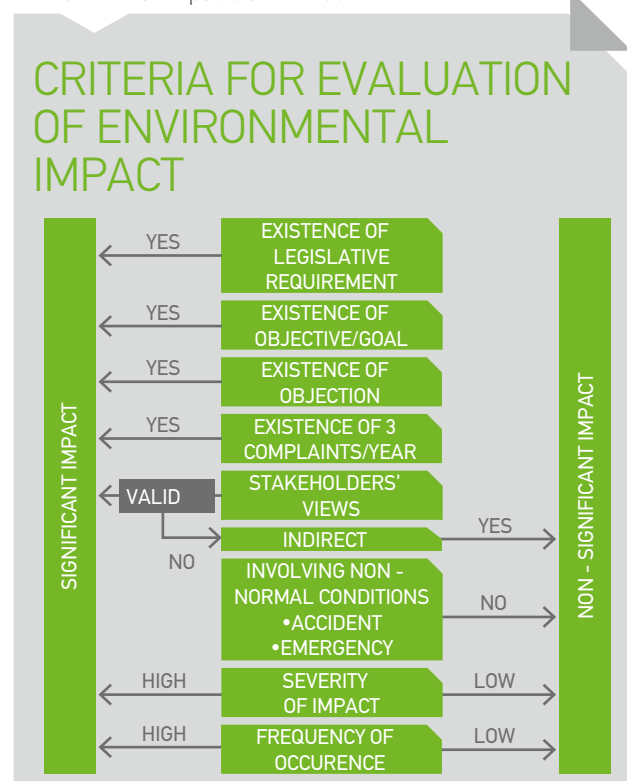 CRITERIA FOR EVALUATION
OF ENVIRONMENTAL
IMPACT
SIGNIFICANT IMPACT
YES
EXISTENCE OF
LEGISLATIVE
REQUIREMENT
YES
EXISTENCE OF
OBJECTIVE/GOAL
YES
EXISTENCE OF
OBJECTION
YES
EXISTENCE OF 3
COMPLAINTS/YEAR
VALID
STAKEHOLDERS'
VIEWS
NO
INDIRECT
YES
INVOLVING NON -
NORMAL CONDITIONS
•ACCIDENT
•EMERGENCY
NO
HIGH
SEVERITY
OF IMPACT
LOW
HIGH
FREQUENCY OF
OCCURENCE
LOW
NON - SIGNIFICANT IMPACT